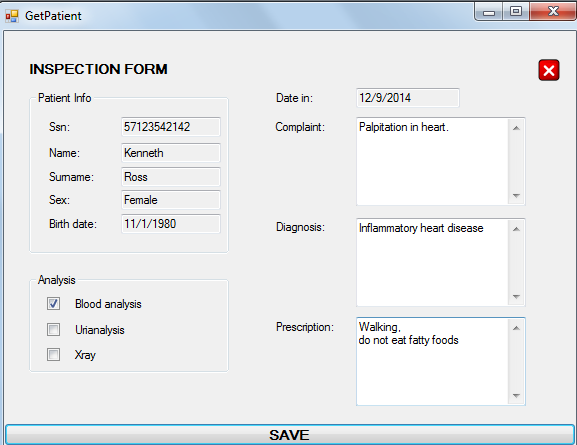 GetPatient
INSPECTION FORM
Patient Info
Ssn: 57123542142
Name: Kenneth
Surname: Ross
Sex: Female
Birth date: 11/1/1980
Analysis
Blood analysis
Urianalysis
Xray
Date in: 12/9/2014
Complaint: Palpitation in heart.
Diagnosis: Inflammatory heart disease
Prescription: Walking,
do not eat fatty foods
SAVE